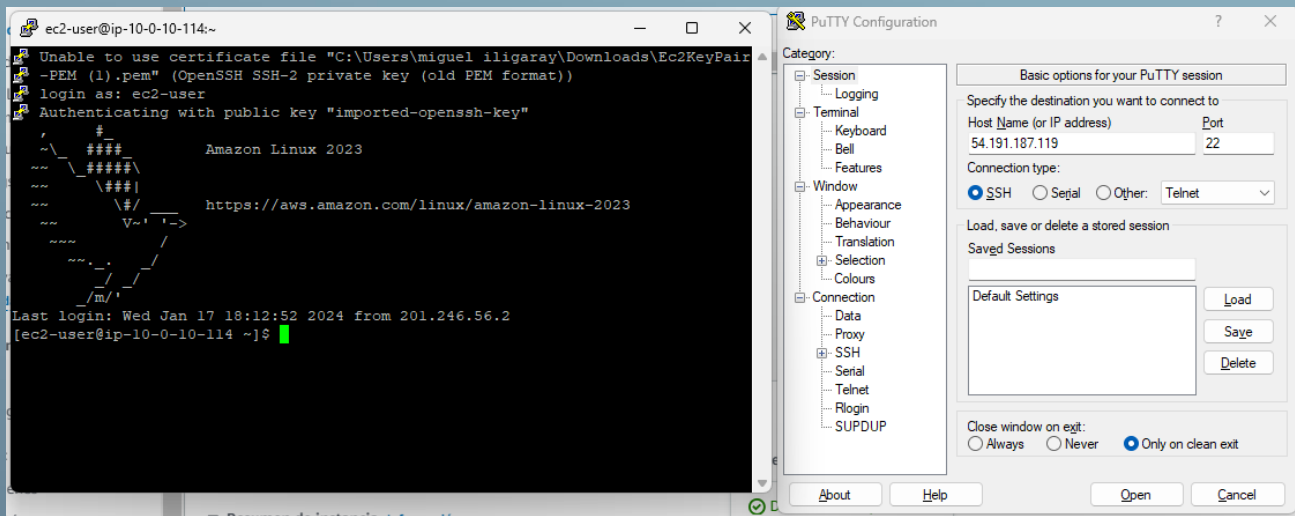 ec2-user@ip-10-0-10-114:~
Unable to use certificate file "C:\Users\miguel iligaray\Downloads\Ec2KeyPair
-PEM (1).pem" (OpenSSH SSH-2 private key (old PEM format))
login as: ec2-user
Authenticating with public key "imported-openssh-key"
   ,     #_
   ~\_  ####_        Amazon Linux 2023
  ~~  \_#####\
  ~~     \###|
  ~~       \#/ ___   https://aws.amazon.com/linux/amazon-linux-2023
   ~~       V~' '->
    ~~~         /
      ~~._.   _/
         _/ _/
       _/m/'
Last login: Wed Jan 17 18:12:52 2024 from 201.246.56.2
[ec2-user@ip-10-0-10-114 ~]$
PuTTY Configuration
?
Category:
Session
Logging
Terminal
Keyboard
Bell
Features
Window
Appearance
Behaviour
Translation
Selection
Colours
Connection
Data
Proxy
SSH
Serial
Telnet
Rlogin
SUPDUP
Basic options for your PuTTY session
Specify the destination you want to connect to
Host Name (or IP address) Port
54.191.187.119 22
Connection type:
SSH Serial Other: Telnet
Load, save or delete a stored session
Saved Sessions
Default Settings
Load
Save
Delete
Close window on exit:
Always Never Only on clean exit
About Help Open Cancel